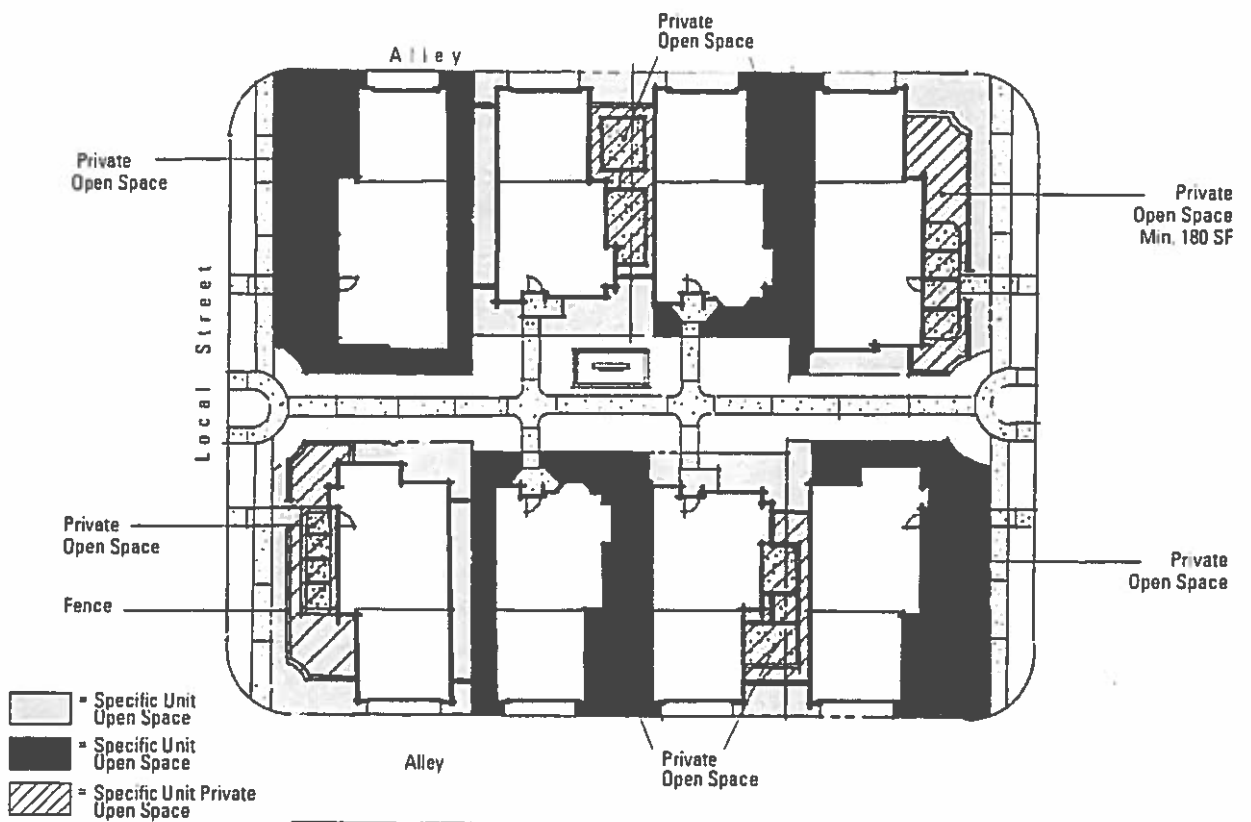 Private
Open Space
Alley
Private
Open Space
Private
Open Space
Min. 180 SF
Local Street
Private
Open Space
Fence
Private
Open Space
= Specific Unit
Open Space
= Specific Unit
Open Space
= Specific Unit Private
Open Space
Alley
Private
Open Space